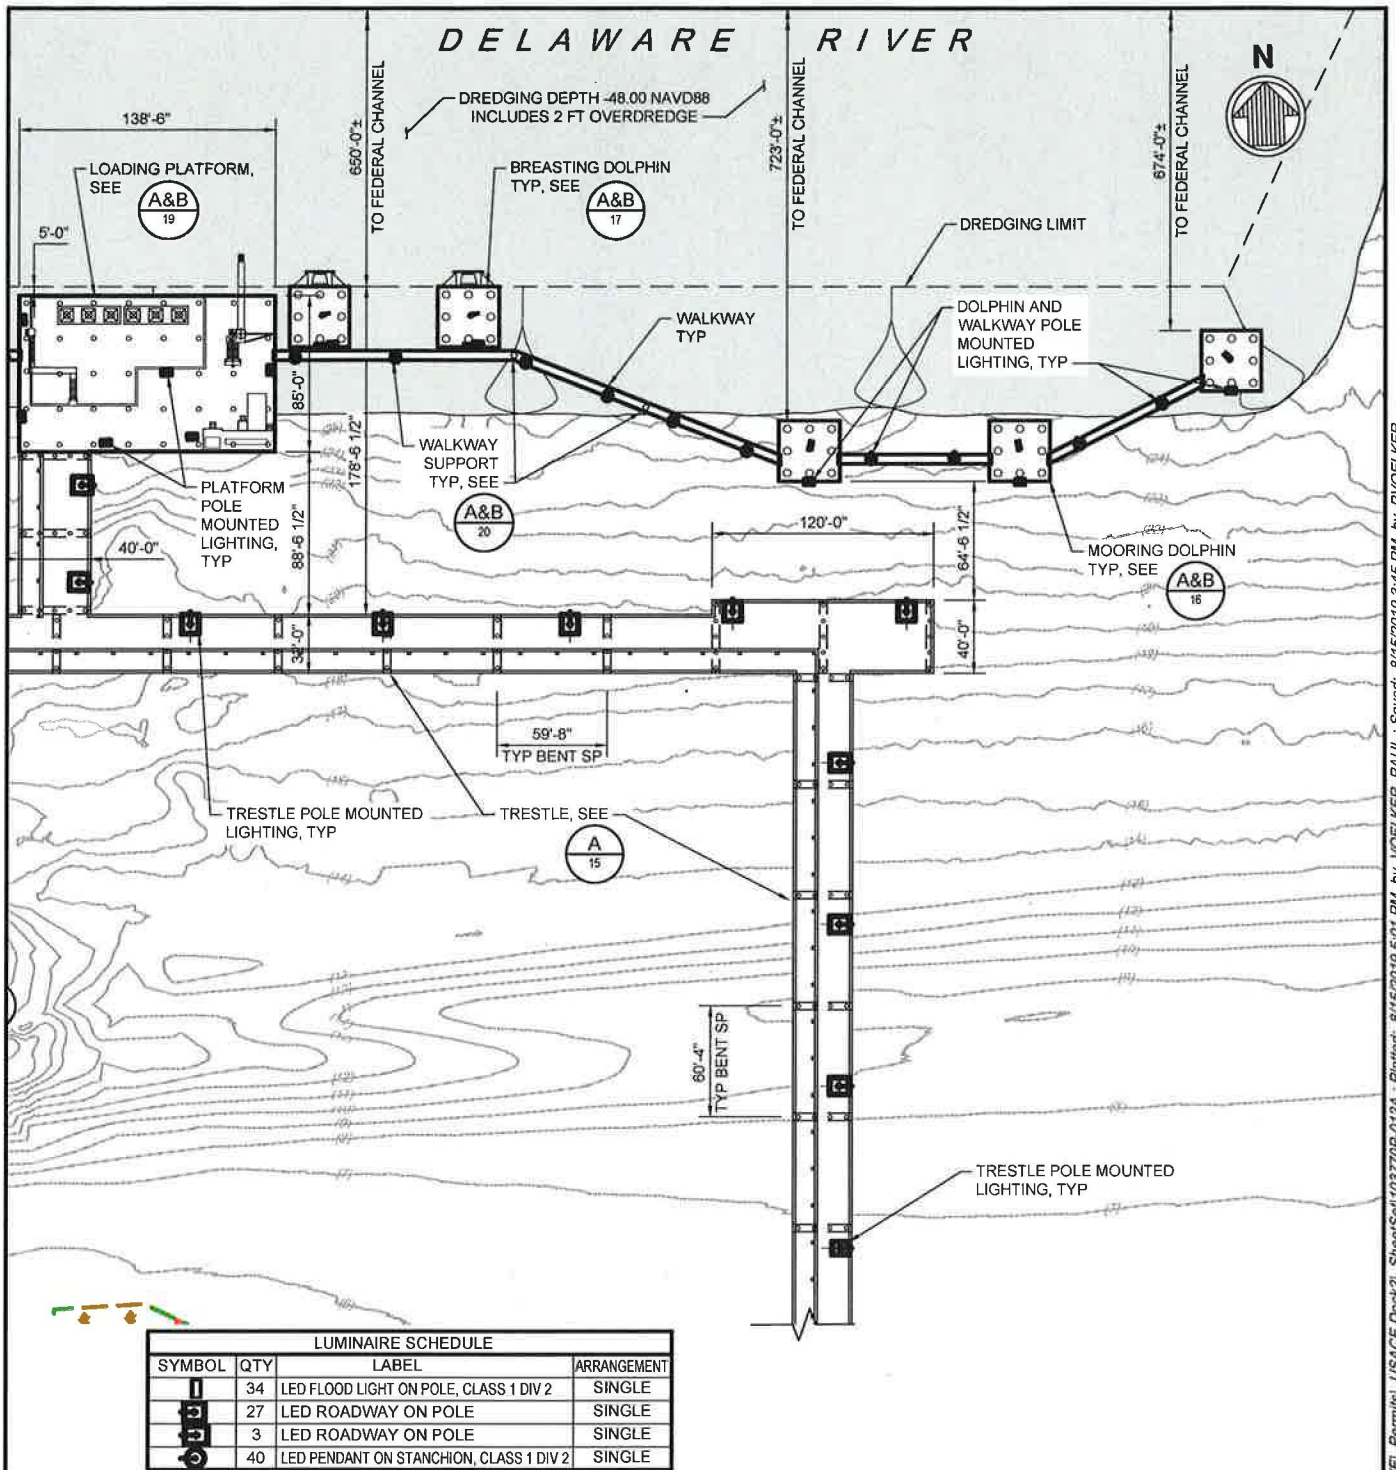 DELAWARE RIVER
N
DREDGING DEPTH -48.00 NAVD88
INCLUDES 2 FT OVERDREDGE
138'-6"
650'-0"±
TO FEDERAL CHANNEL
723'-0"±
TO FEDERAL CHANNEL
674'-0"±
TO FEDERAL CHANNEL
LOADING PLATFORM,
SEE
A&B
19
5'-0"
BREASTING DOLPHIN
TYP, SEE
A&B
17
DREDGING LIMIT
WALKWAY
TYP
DOLPHIN AND
WALKWAY POLE
MOUNTED
LIGHTING, TYP
85'-0"
178'-6 1/2"
88'-6 1/2"
WALKWAY
SUPPORT
TYP, SEE
A&B
20
PLATFORM
POLE
MOUNTED
LIGHTING,
TYP
40'-0"
120'-0"
64'-6 1/2"
40'-0"
MOORING DOLPHIN
TYP, SEE
A&B
16
59'-8"
TYP BENT SP
TRESTLE POLE MOUNTED
LIGHTING, TYP
TRESTLE, SEE
A
15
60'-4"
TYP BENT SP
TRESTLE POLE MOUNTED
LIGHTING, TYP
LUMINAIRE SCHEDULE
SYMBOL QTY LABEL ARRANGEMENT
34 LED FLOOD LIGHT ON POLE, CLASS 1 DIV 2 SINGLE
27 LED ROADWAY ON POLE SINGLE
3 LED ROADWAY ON POLE SINGLE
40 LED PENDANT ON STANCHION, CLASS 1 DIV 2 SINGLE